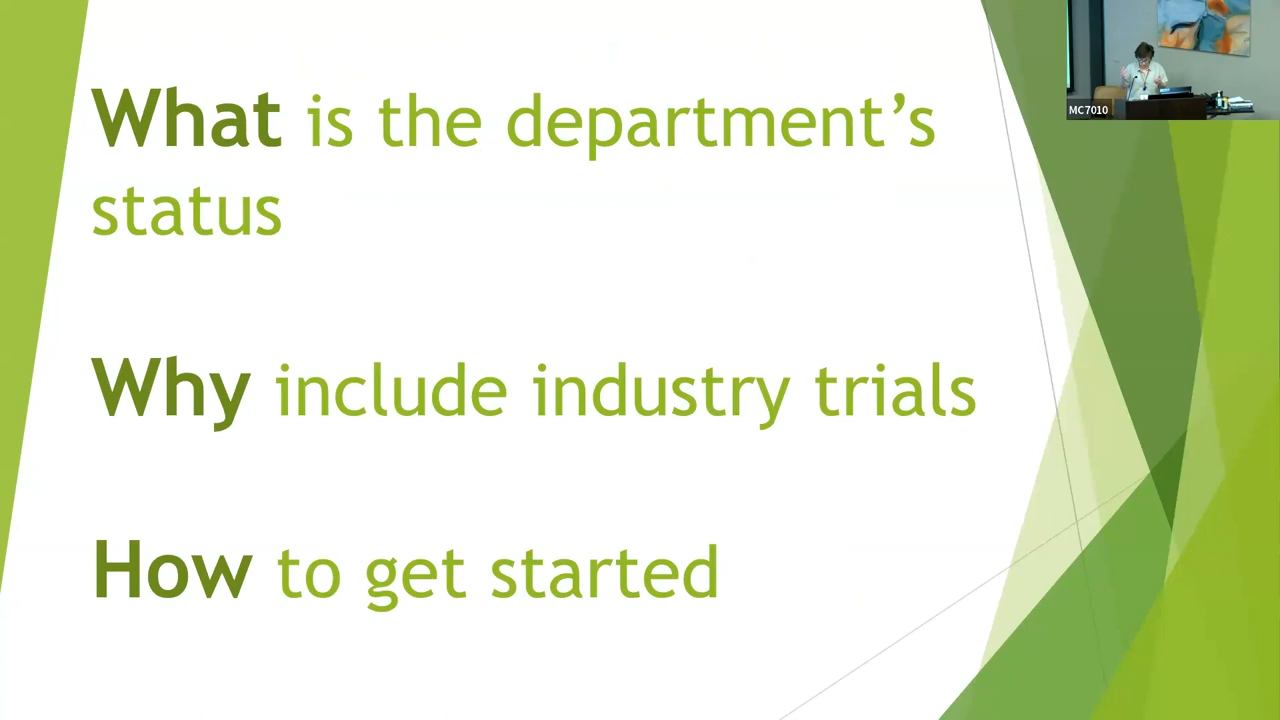 What is the department’s
status
Why include industry trials
How to get started
MC7010